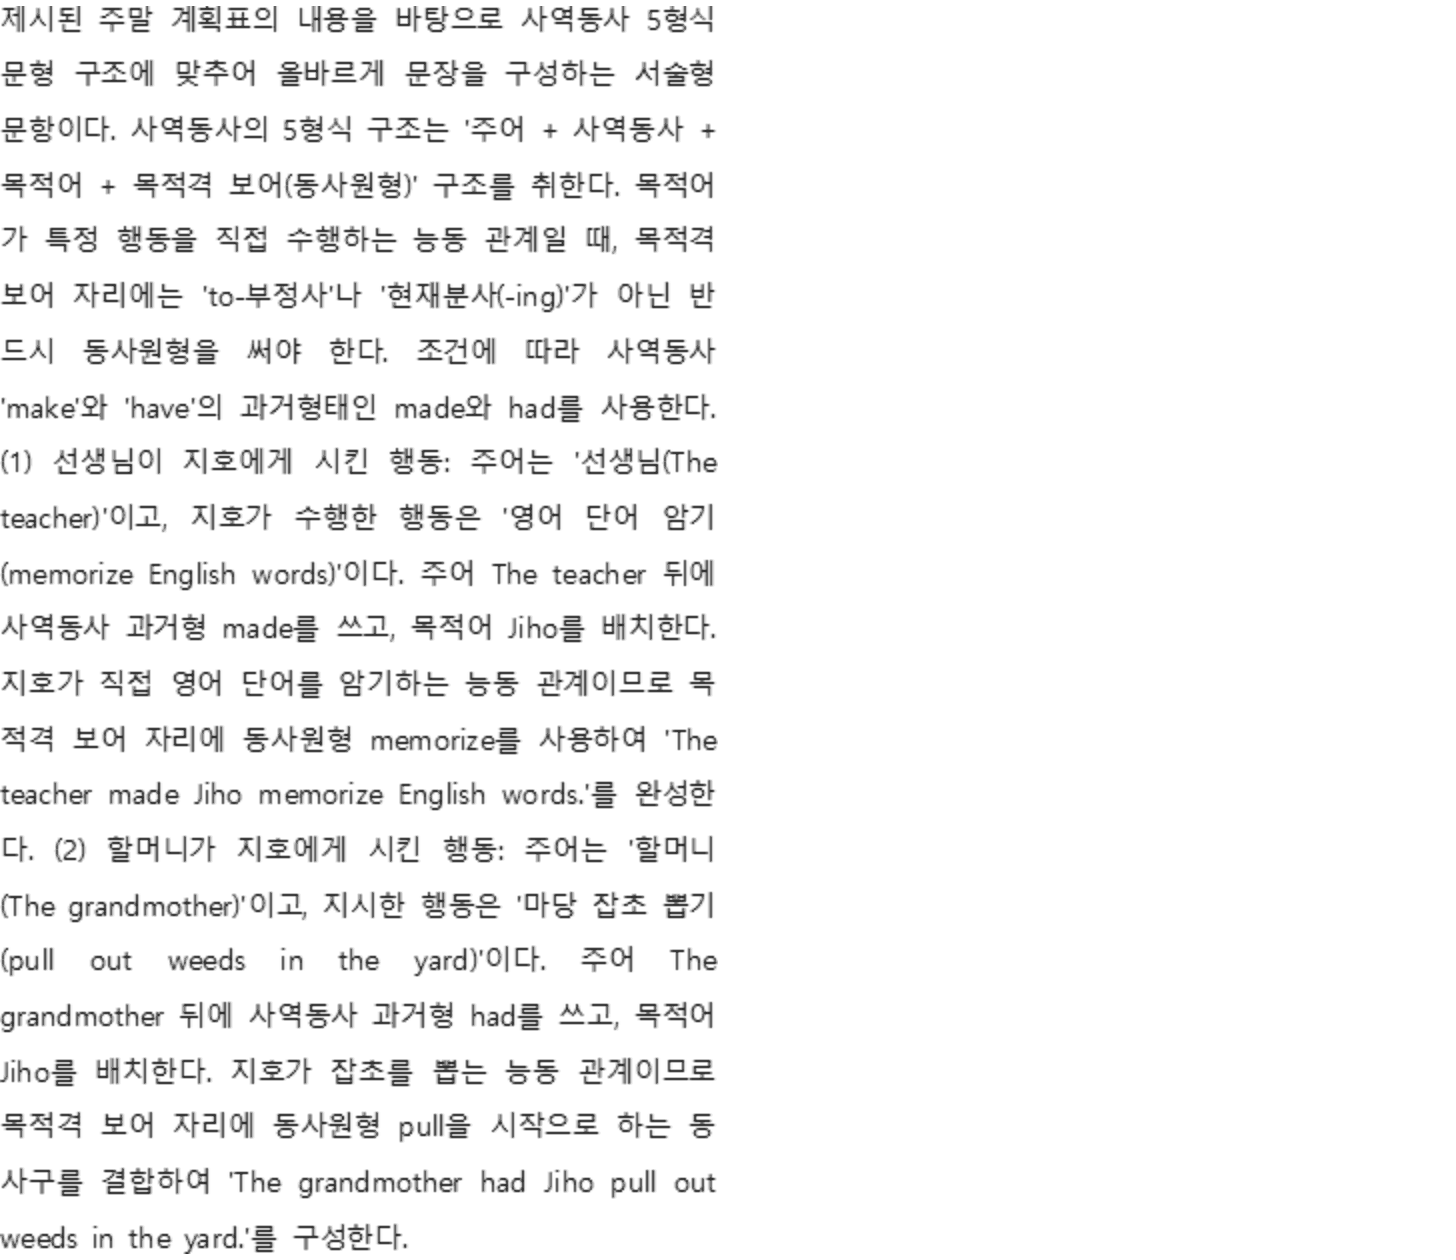 제시된 주말 계획표의 내용을 바탕으로 사역동사 5형식
문형 구조에 맞추어 올바르게 문장을 구성하는 서술형
문항이다. 사역동사의 5형식 구조는 '주어 + 사역동사 +
목적어 + 목적격 보어(동사원형)' 구조를 취한다. 목적어
가 특정 행동을 직접 수행하는 능동 관계일 때, 목적격
보어 자리에는 'to-부정사'나 '현재분사(-ing)'가 아닌 반
드시 동사원형을 써야 한다. 조건에 따라 사역동사
'make'와 'have'의 과거형태인 made와 had를 사용한다.
(1) 선생님이 지호에게 시킨 행동: 주어는 '선생님(The
teacher)'이고, 지호가 수행한 행동은 '영어 단어 암기
(memorize English words)'이다. 주어 The teacher 뒤에
사역동사 과거형 made를 쓰고, 목적어 Jiho를 배치한다.
지호가 직접 영어 단어를 암기하는 능동 관계이므로 목
적격 보어 자리에 동사원형 memorize를 사용하여 'The
teacher made Jiho memorize English words.'를 완성한
다. (2) 할머니가 지호에게 시킨 행동: 주어는 '할머니
(The grandmother)'이고, 지시한 행동은 '마당 잡초 뽑기
(pull out weeds in the yard)'이다. 주어 The
grandmother 뒤에 사역동사 과거형 had를 쓰고, 목적어
Jiho를 배치한다. 지호가 잡초를 뽑는 능동 관계이므로
목적격 보어 자리에 동사원형 pull을 시작으로 하는 동
사구를 결합하여 'The grandmother had Jiho pull out
weeds in the yard.'를 구성한다.